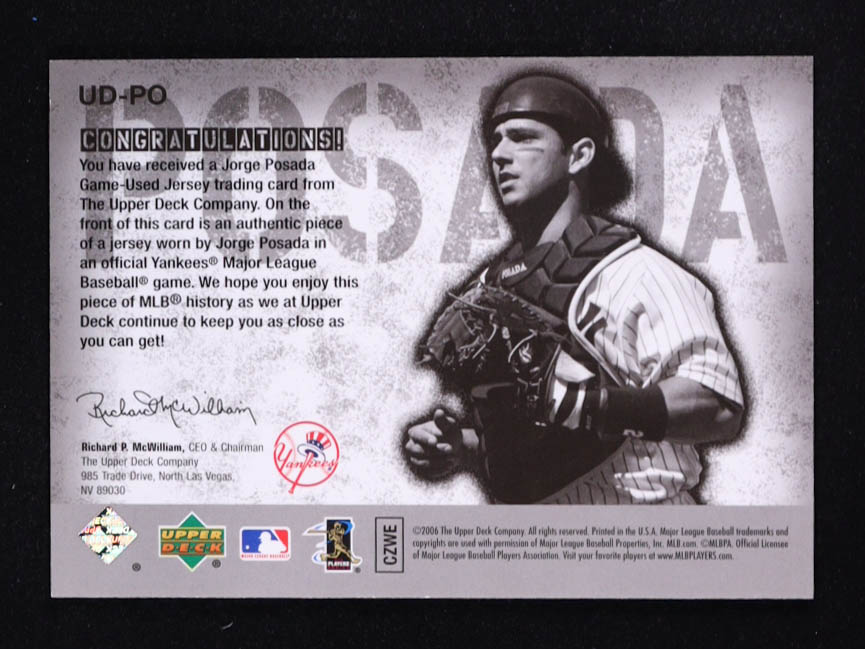 UD-PO
POSADA
CONGRATULATIONS!
You have received a Jorge Posada
Game-Used Jersey trading card from
The Upper Deck Company. On the
front of this card is an authentic piece
of a jersey worn by Jorge Posada in
an official Yankees® Major League
Baseball® game. We hope you enjoy this
piece of MLB® history as we at Upper
Deck continue to keep you as close as
you can get!
POSADA
Richard P. McWilliam
Richard P. McWilliam, CEO & Chairman
The Upper Deck Company
985 Trade Drive, North Las Vegas,
NV 89030
Yankees
UPPER
DECK
®
®
MAJOR LEAGUE BASEBALL
PLAYERS
CZWE
©2006 The Upper Deck Company. All rights reserved. Printed in the U.S.A. Major League Baseball trademarks and
copyrights are used with permission of Major League Baseball Properties, Inc. MLB.com. ©MLBPA. Official Licensee
of Major League Baseball Players Association. Visit your favorite players at www.MLBPLAYERS.com.